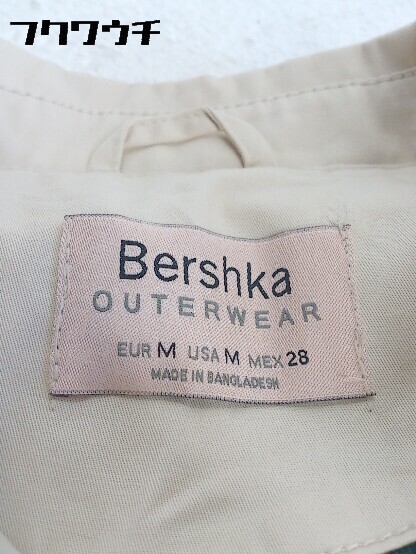 フクワウチ
Bershka
OUTERWEAR
EUR M USA M MEX 28
MADE IN BANGLADESH